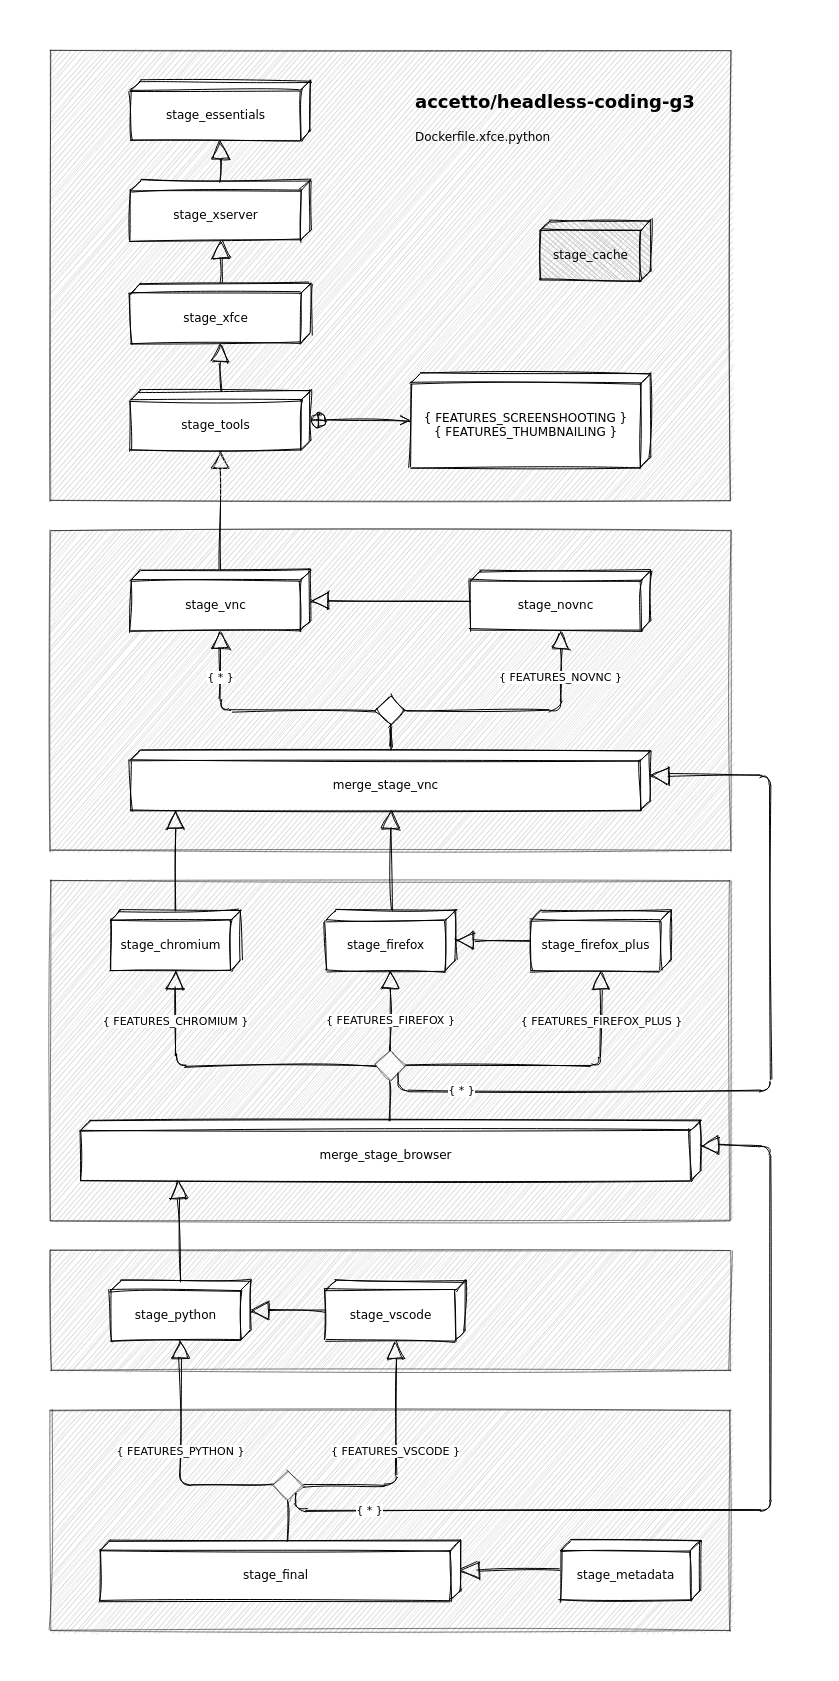 accetto/headless-coding-g3
Dockerfile.xfce.python
stage_essentials
stage_xserver
stage_cache
stage_xfce
stage_tools
{ FEATURES_SCREENSHOOTING }
{ FEATURES_THUMBNAILING }
stage_vnc
stage_novnc
{ * }
{ FEATURES_NOVNC }
merge_stage_vnc
stage_chromium
stage_firefox
stage_firefox_plus
{ FEATURES_CHROMIUM }
{ FEATURES_FIREFOX }
{ FEATURES_FIREFOX_PLUS }
{ * }
merge_stage_browser
stage_python
stage_vscode
{ FEATURES_PYTHON }
{ FEATURES_VSCODE }
{ * }
stage_final
stage_metadata